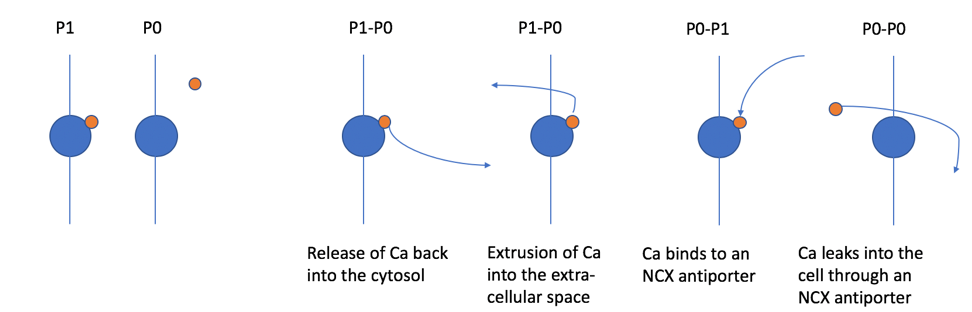 P1
P0
P1-P0
P1-P0
P0-P1
P0-P0
Release of Ca back
into the cytosol
Extrusion of Ca
into the extra-
cellular space
Ca binds to an
NCX antiporter
Ca leaks into the
cell through an
NCX antiporter